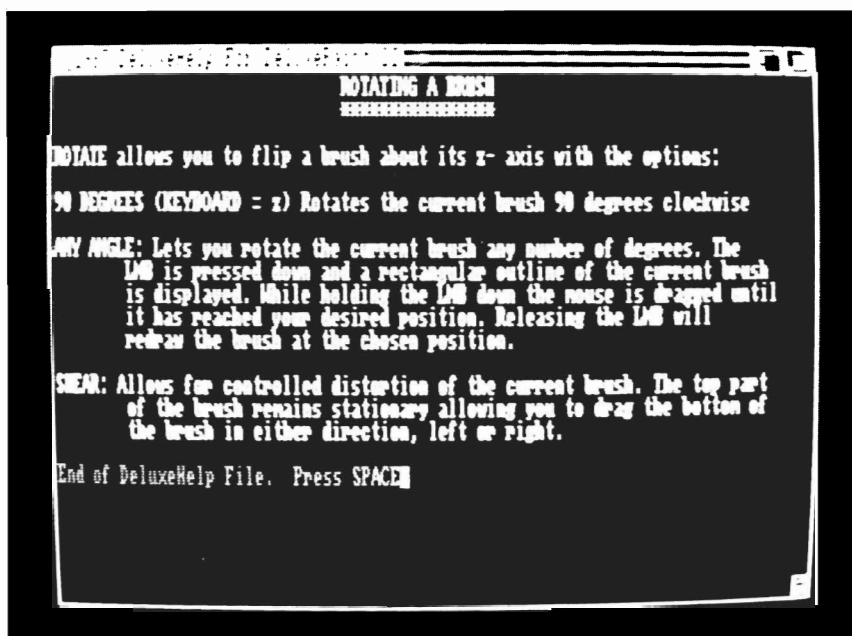 DeluxeHelp For DeluxePaint II
ROTATING A BRUSH
****************
ROTATE allows you to flip a brush about its z- axis with the options:
90 DEGREES (KEYBOARD = z) Rotates the current brush 90 degrees clockwise
ANY ANGLE: Lets you rotate the current brush any number of degrees. The
LMB is pressed down and a rectangular outline of the current brush
is displayed. While holding the LMB down the mouse is dragged until
it has reached your desired position. Releasing the LMB will
redraw the brush at the chosen position.
SHEAR: Allows for controlled distortion of the current brush. The top part
of the brush remains stationary allowing you to drag the bottom of
the brush in either direction, left or right.
End of DeluxeHelp File. Press SPACE